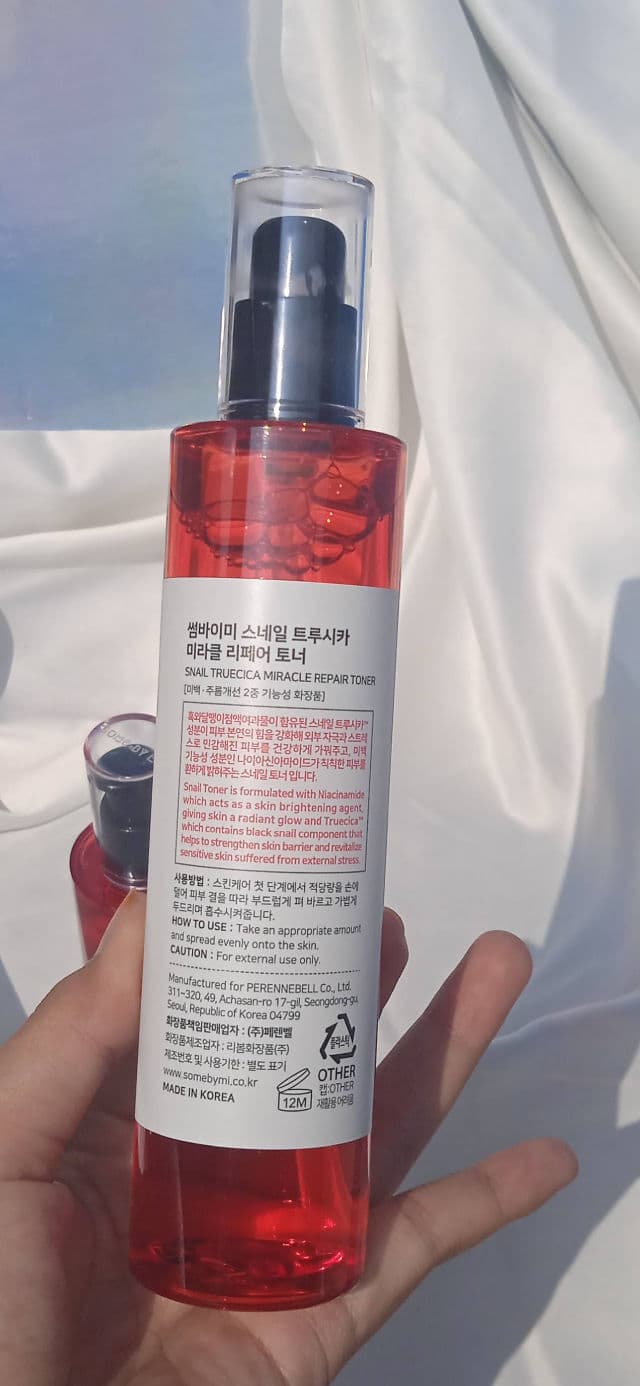 썸바이미 스네일 트루시카
미라클 리페어 토너
SNAIL TRUECICA MIRACLE REPAIR TONER
[미백·주름개선 2중 기능성 화장품]
흑와달팽이점액여과물이 함유된 스네일 트루시카™
성분이 피부 본연의 힘을 강화해 외부 자극과 스트레
스로 민감해진 피부를 건강하게 가꿔주고, 미백
기능성 성분인 나이아신아마이드가 칙칙한 피부를
환하게 밝혀주는 스네일 토너 입니다.
Snail Toner is formulated with Niacinamide
which acts as a skin brightening agent,
giving skin a radiant glow and Truecica™
which contains black snail component that
helps to strengthen skin barrier and revitalize
sensitive skin suffered from external stress.
사용방법 : 스킨케어 첫 단계에서 적당량을 손에
덜어 피부 결을 따라 부드럽게 펴 바르고 가볍게
두드리며 흡수시켜줍니다.
HOW TO USE : Take an appropriate amount
and spread evenly onto the skin.
CAUTION : For external use only.
Manufactured for PERENNEBELL Co., Ltd.
311~320, 49, Achasan-ro 17-gil, Seongdong-gu,
Seoul, Republic of Korea 04799
화장품책임판매업자 : (주)페렌벨
화장품제조업자 : 리봄화장품(주)
제조번호 및 사용기한 : 별도 표기
www.somebymi.co.kr
MADE IN KOREA
12M
플라스틱
OTHER
캡:OTHER
재활용 어려움